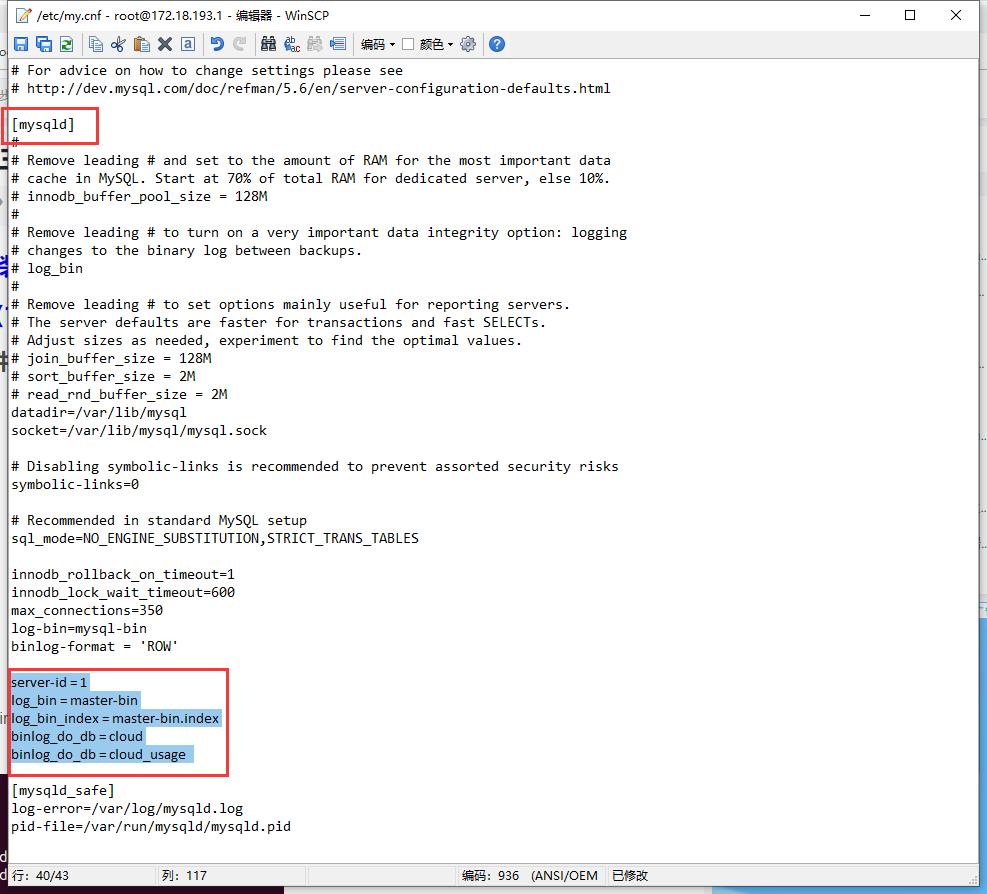 /etc/my.cnf - root@172.18.193.1 - 编辑器 - WinSCP
编码 颜色
# For advice on how to change settings please see
# http://dev.mysql.com/doc/refman/5.6/en/server-configuration-defaults.html
[mysqld]
#
# Remove leading # and set to the amount of RAM for the most important data
# cache in MySQL. Start at 70% of total RAM for dedicated server, else 10%.
# innodb_buffer_pool_size = 128M
#
# Remove leading # to turn on a very important data integrity option: logging
# changes to the binary log between backups.
# log_bin
#
# Remove leading # to set options mainly useful for reporting servers.
# The server defaults are faster for transactions and fast SELECTs.
# Adjust sizes as needed, experiment to find the optimal values.
# join_buffer_size = 128M
# sort_buffer_size = 2M
# read_rnd_buffer_size = 2M
datadir=/var/lib/mysql
socket=/var/lib/mysql/mysql.sock
# Disabling symbolic-links is recommended to prevent assorted security risks
symbolic-links=0
# Recommended in standard MySQL setup
sql_mode=NO_ENGINE_SUBSTITUTION,STRICT_TRANS_TABLES
innodb_rollback_on_timeout=1
innodb_lock_wait_timeout=600
max_connections=350
log-bin=mysql-bin
binlog-format = 'ROW'
server-id = 1
log_bin = master-bin
log_bin_index = master-bin.index
binlog_do_db = cloud
binlog_do_db = cloud_usage
[mysqld_safe]
log-error=/var/log/mysqld.log
pid-file=/var/run/mysqld/mysqld.pid
行: 40/43 列: 117 编码: 936 (ANSI/OEM 已修改